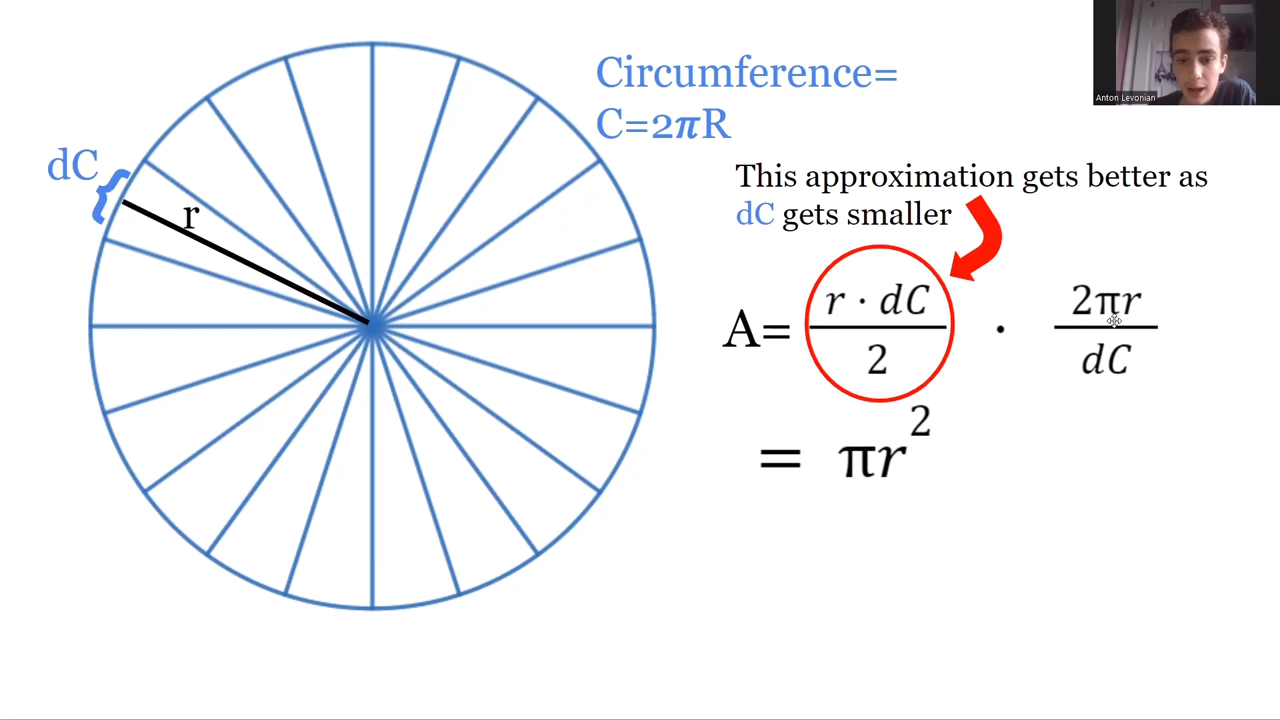 Circumference=
C=2πR
dC
r
This approximation gets better as
dC gets smaller
A= r · dC / 2 · 2πr / dC
= πr²
Anton Levonian